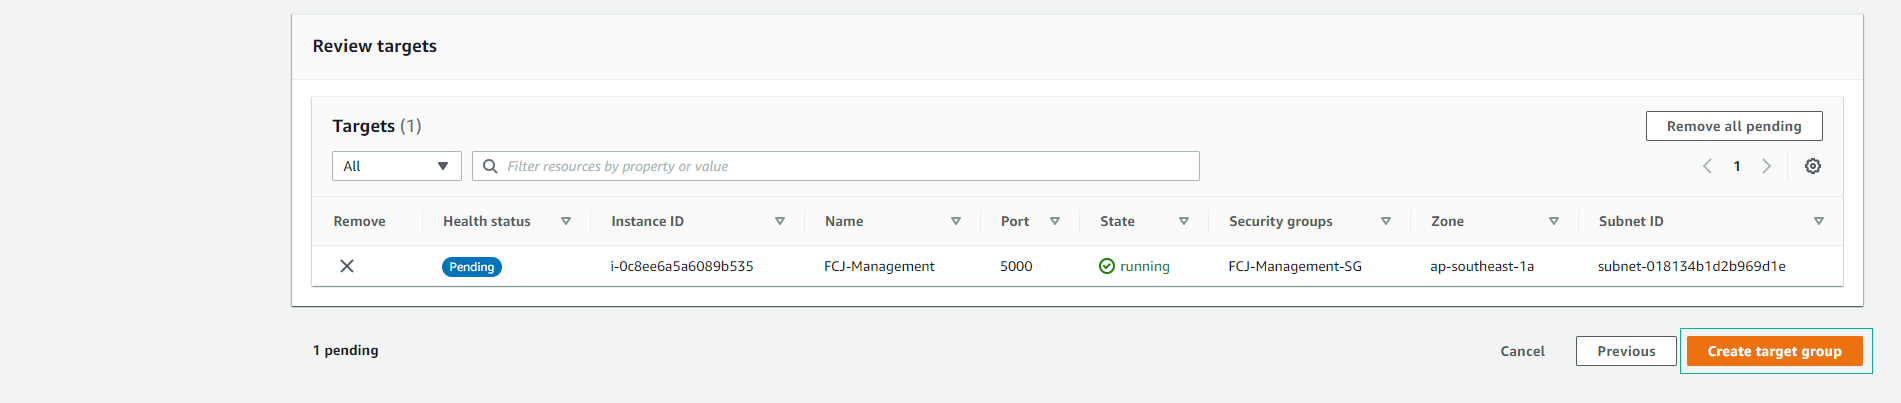 Review targets
Targets (1)
Remove all pending
All
Filter resources by property or value
1
Remove Health status Instance ID Name Port State Security groups Zone Subnet ID
Pending i-0c8ee6a5a6089b535 FCJ-Management 5000 running FCJ-Management-SG ap-southeast-1a subnet-018134b1d2b969d1e
1 pending
Cancel Previous Create target group